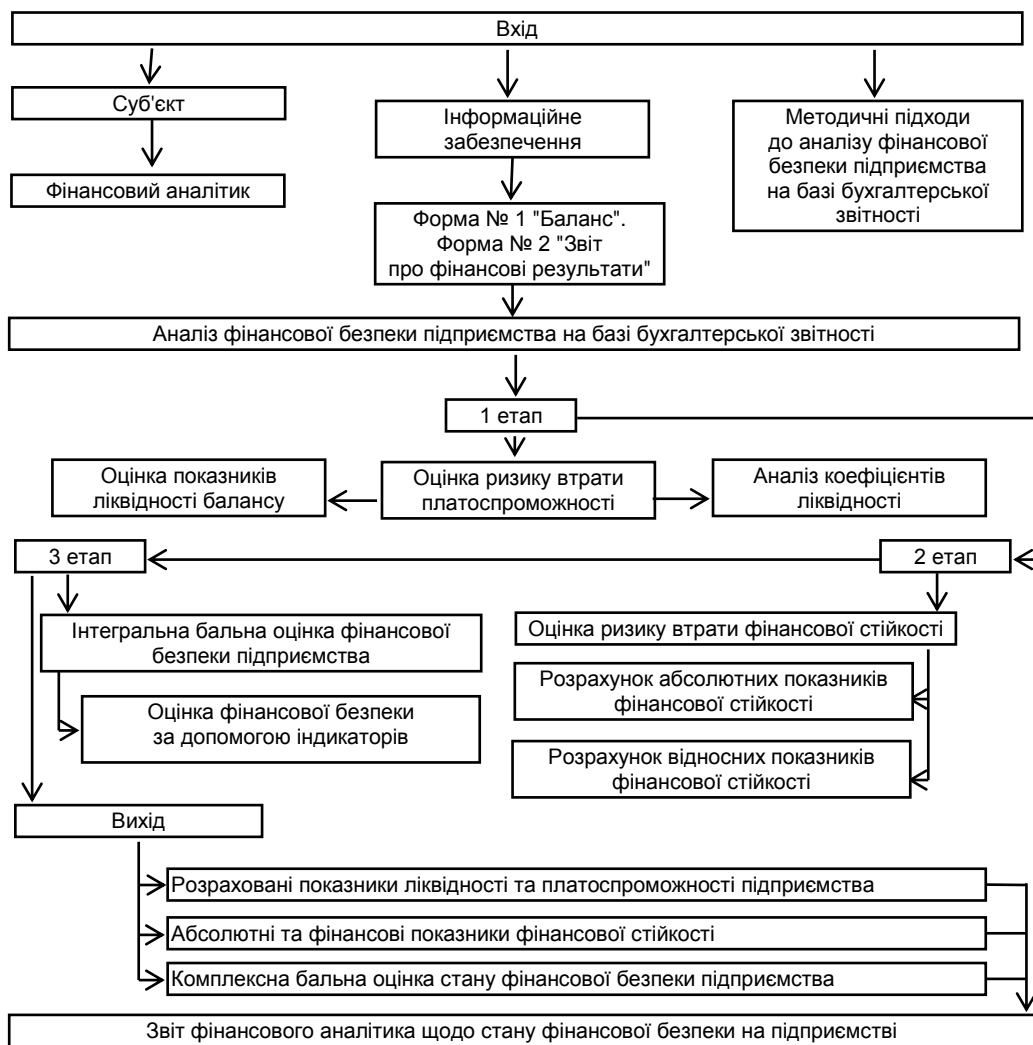 Вхід
Суб'єкт
Фінансовий аналітик
Інформаційне
забезпечення
Форма № 1 "Баланс".
Форма № 2 "Звіт
про фінансові результати"
Методичні підходи
до аналізу фінансової
безпеки підприємства
на базі бухгалтерської
звітності
Аналіз фінансової безпеки підприємства на базі бухгалтерської звітності
1 етап
Оцінка показників
ліквідності балансу
Оцінка ризику втрати
платоспроможності
Аналіз коефіцієнтів
ліквідності
3 етап
2 етап
Інтегральна бальна оцінка фінансової
безпеки підприємства
Оцінка фінансової безпеки
за допомогою індикаторів
Оцінка ризику втрати фінансової стійкості
Розрахунок абсолютних показників
фінансової стійкості
Розрахунок відносних показників
фінансової стійкості
Вихід
Розраховані показники ліквідності та платоспроможності підприємства
Абсолютні та фінансові показники фінансової стійкості
Комплексна бальна оцінка стану фінансової безпеки підприємства
Звіт фінансового аналітика щодо стану фінансової безпеки на підприємстві